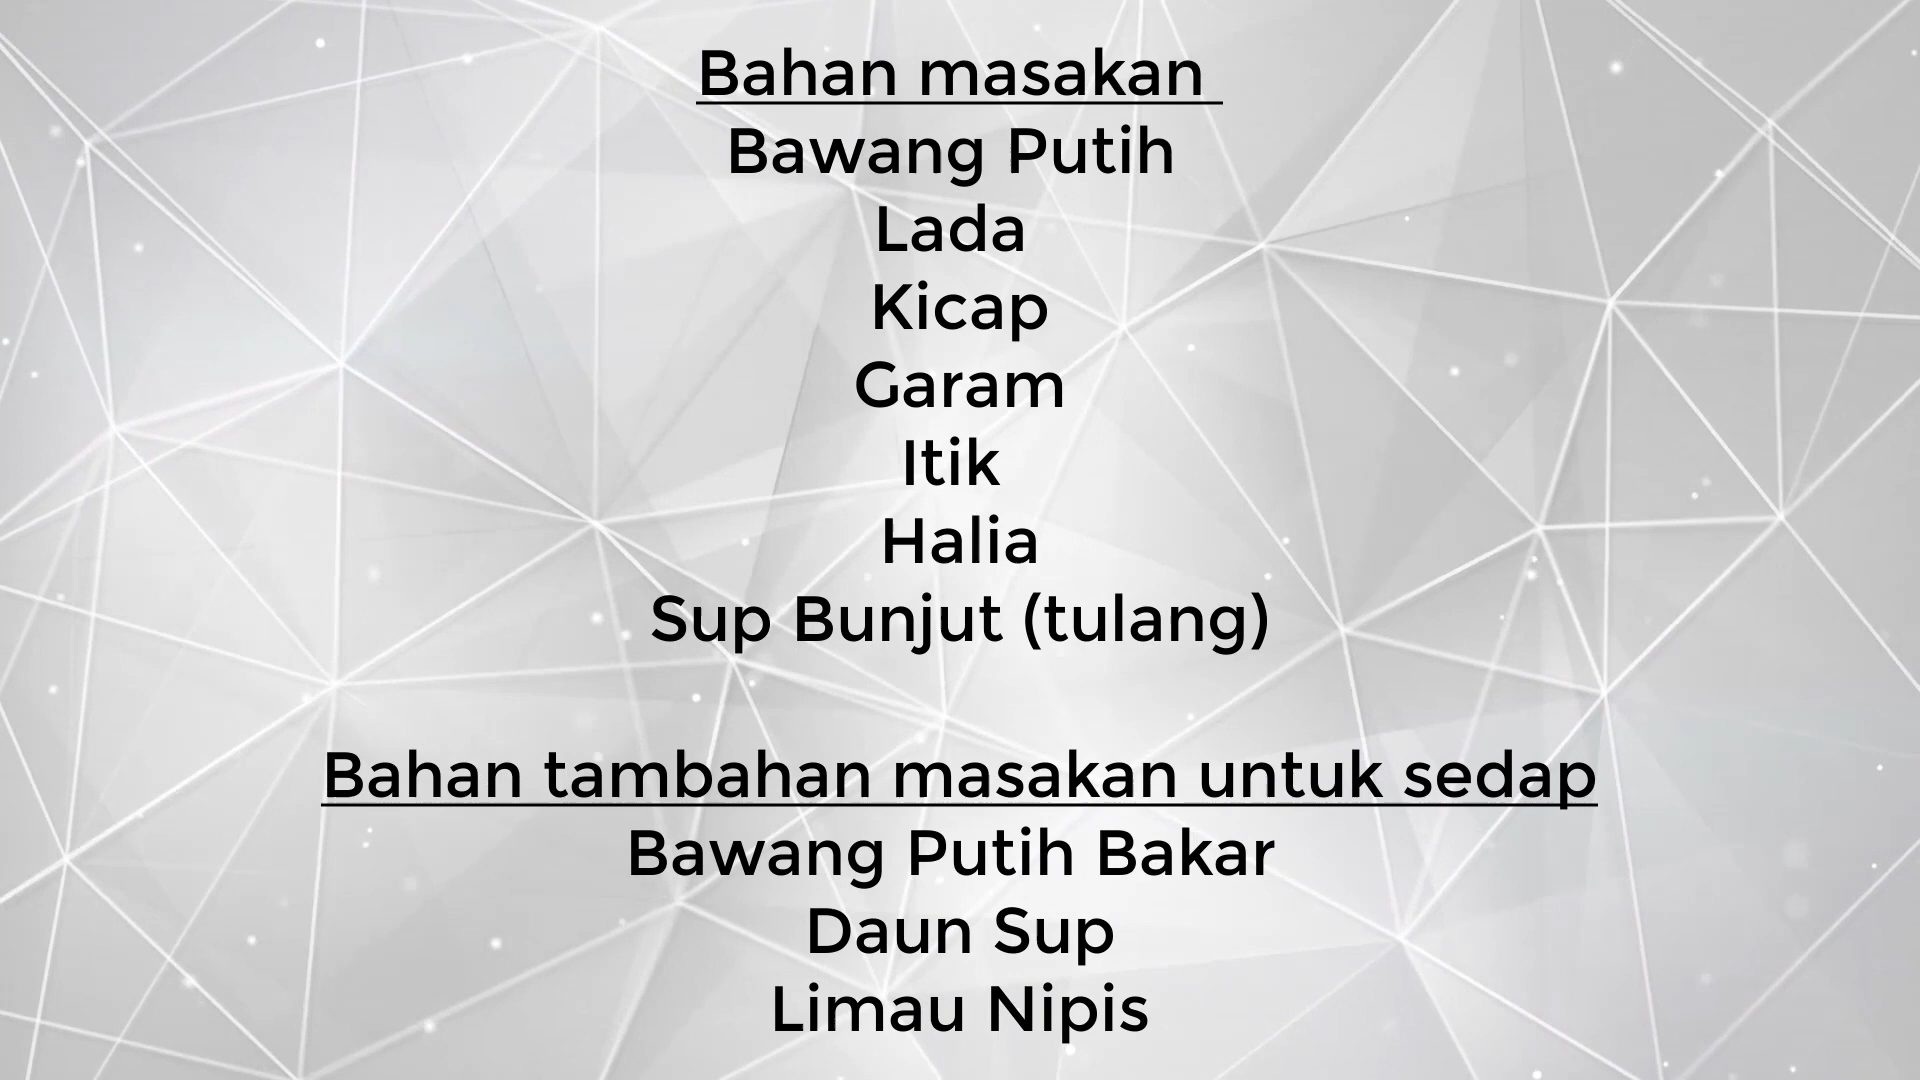 Bahan masakan
Bawang Putih
Lada
Kicap
Garam
Itik
Halia
Sup Bunjut (tulang)
Bahan tambahan masakan untuk sedap
Bawang Putih Bakar
Daun Sup
Limau Nipis